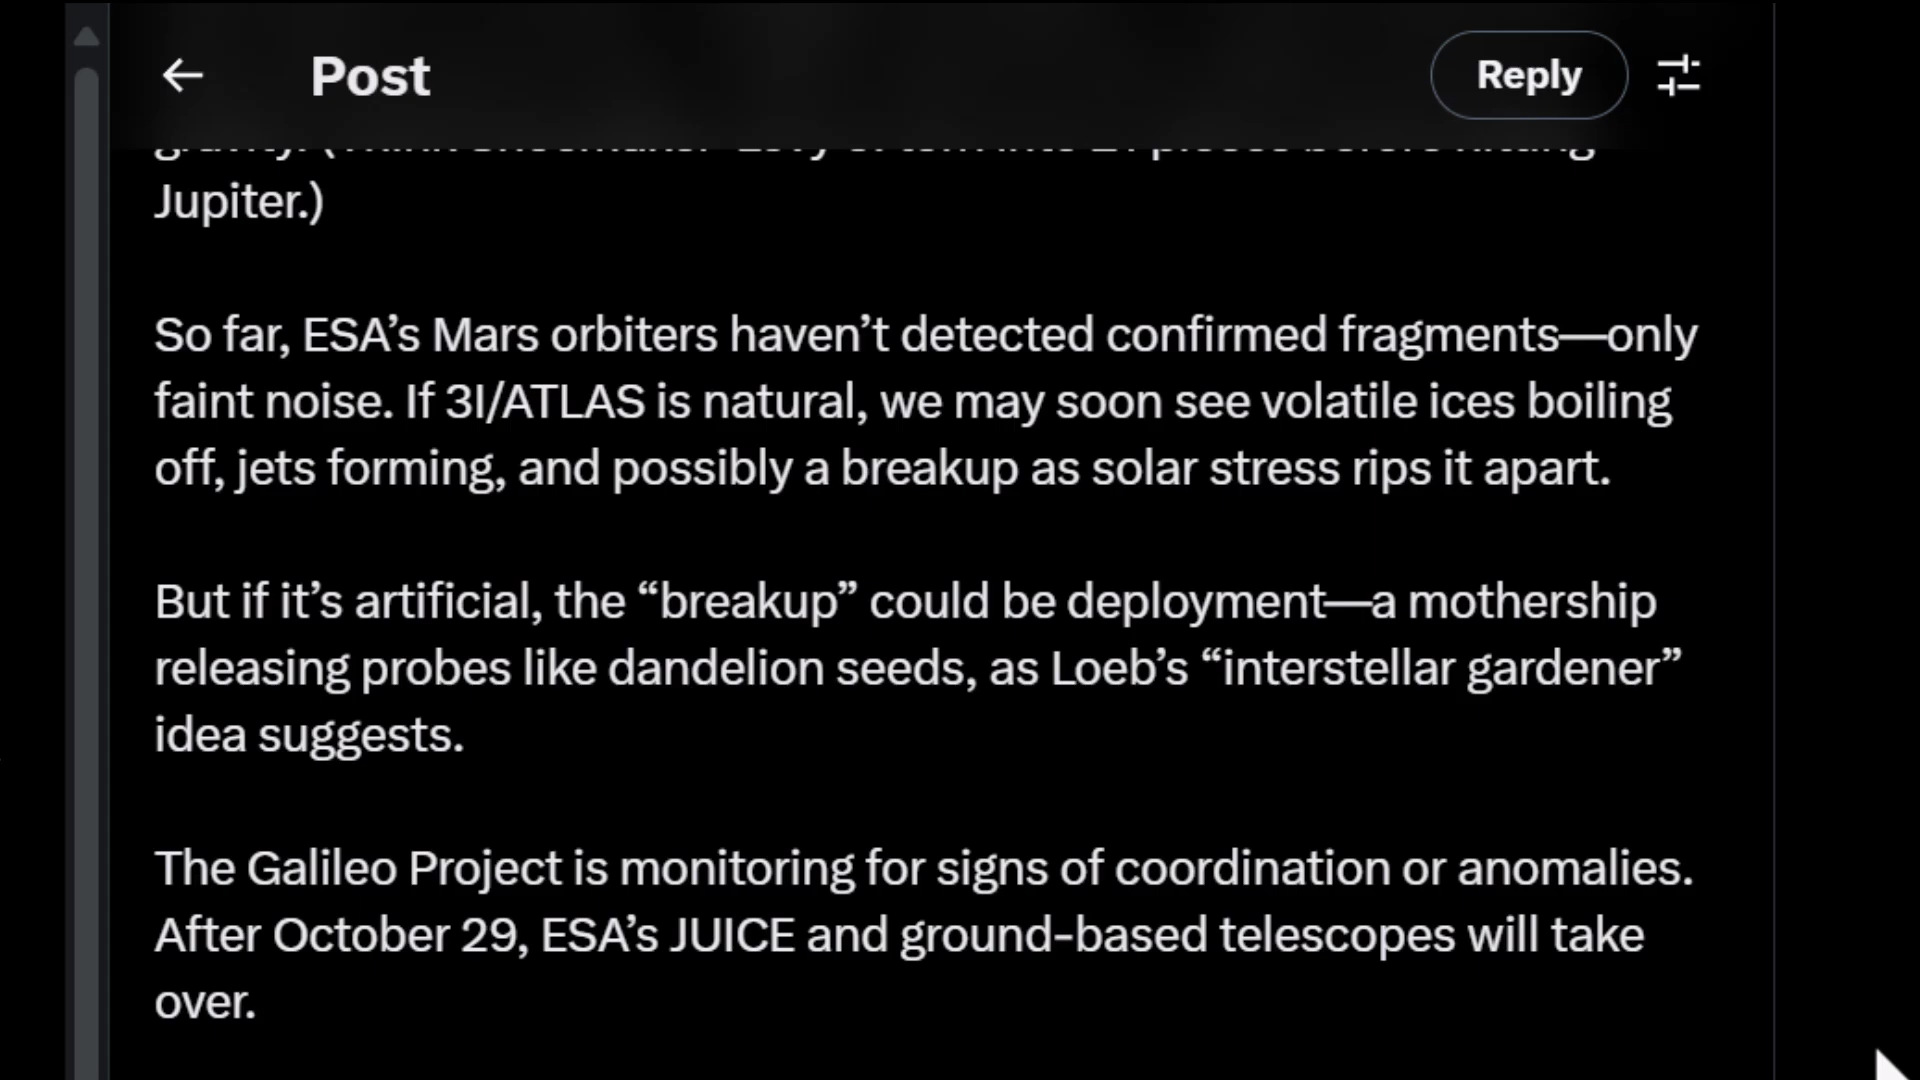 Post
Reply
Jupiter.)
So far, ESA’s Mars orbiters haven’t detected confirmed fragments—only
faint noise. If 3I/ATLAS is natural, we may soon see volatile ices boiling
off, jets forming, and possibly a breakup as solar stress rips it apart.
But if it’s artificial, the “breakup” could be deployment—a mothership
releasing probes like dandelion seeds, as Loeb’s “interstellar gardener”
idea suggests.
The Galileo Project is monitoring for signs of coordination or anomalies.
After October 29, ESA’s JUICE and ground-based telescopes will take
over.